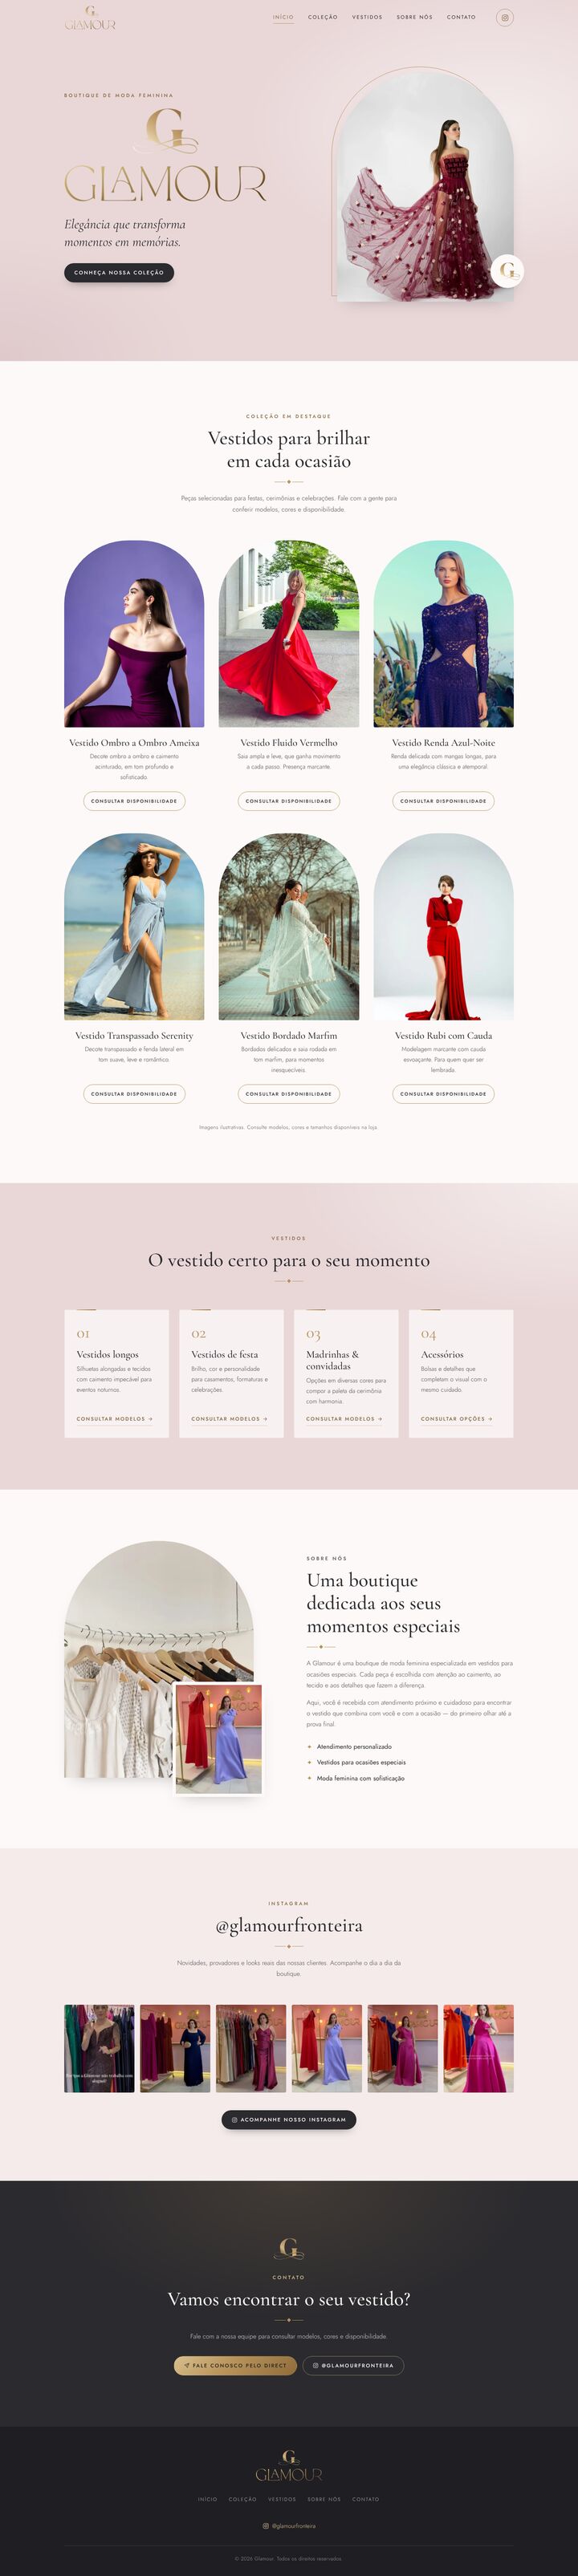 GLAMOUR
INÍCIO COLEÇÃO VESTIDOS SOBRE NÓS CONTATO
BOUTIQUE DE MODA FEMININA
G
GLAMOUR
Elegância que transforma
momentos em memórias.
CONHEÇA NOSSA COLEÇÃO
COLEÇÃO EM DESTAQUE
Vestidos para brilhar
em cada ocasião
Peças selecionadas para festas, cerimônias e celebrações. Fale com a gente para
conferir modelos, cores e disponibilidade.
Vestido Ombro a Ombro Ameixa
Decote ombro a ombro e caimento
acinturado, em tom profundo e
sofisticado.
CONSULTAR DISPONIBILIDADE
Vestido Fluido Vermelho
Saia ampla e leve, que ganha movimento
a cada passo. Presença marcante.
CONSULTAR DISPONIBILIDADE
Vestido Renda Azul-Noite
Renda delicada com mangas longas, para
uma elegância clássica e atemporal.
CONSULTAR DISPONIBILIDADE
Vestido Transpassado Serenity
Decote transpassado e fenda lateral em
tom suave, leve e romântico.
CONSULTAR DISPONIBILIDADE
Vestido Bordado Marfim
Bordados delicados e saia rodada em
tom marfim, para momentos
inesquecíveis.
CONSULTAR DISPONIBILIDADE
Vestido Rubi com Cauda
Modelagem marcante com cauda
esvoaçante. Para quem quer ser
lembrada.
CONSULTAR DISPONIBILIDADE
Imagens ilustrativas. Consulte modelos, cores e tamanhos disponíveis na loja.
VESTIDOS
O vestido certo para o seu momento
01
Vestidos longos
Silhuetas alongadas e tecidos
com caimento impecável para
eventos noturnos.
CONSULTAR MODELOS →
02
Vestidos de festa
Brilho, cor e personalidade
para casamentos, formaturas e
celebrações.
CONSULTAR MODELOS →
03
Madrinhas &
convidadas
Opções em diversas cores para
compor a paleta da cerimônia
com harmonia.
CONSULTAR MODELOS →
04
Acessórios
Bolsas e detalhes que
completam o visual com o
mesmo cuidado.
CONSULTAR OPÇÕES →
SOBRE NÓS
Uma boutique
dedicada aos seus
momentos especiais
A Glamour é uma boutique de moda feminina especializada em vestidos para
ocasiões especiais. Cada peça é escolhida com atenção ao caimento, ao
tecido e aos detalhes que fazem a diferença.
Aqui, você é recebida com atendimento próximo e cuidadoso para encontrar
o vestido que combina com você e com a ocasião — do primeiro olhar até a
prova final.
Atendimento personalizado
Vestidos para ocasiões especiais
Moda feminina com sofisticação
INSTAGRAM
@glamourfronteira
Novidades, provadores e looks reais das nossas clientes. Acompanhe o dia a dia da
boutique.
ACOMPANHE NOSSO INSTAGRAM
G
CONTATO
Vamos encontrar o seu vestido?
Fale com a nossa equipe para consultar modelos, cores e disponibilidade.
FALE CONOSCO PELO DIRECT
@GLAMOURFRONTEIRA
G
GLAMOUR
INÍCIO COLEÇÃO VESTIDOS SOBRE NÓS CONTATO
@glamourfronteira
© 2026 Glamour. Todos os direitos reservados.